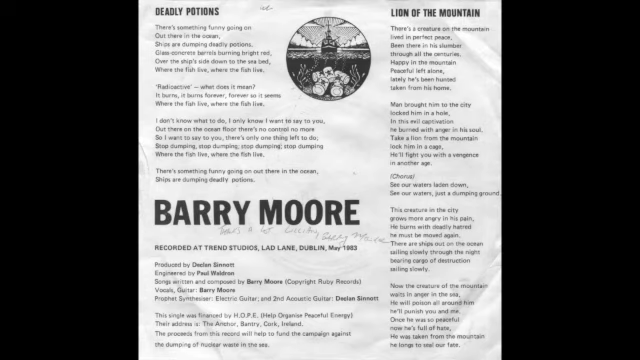 DEADLY POTIONS
There's something funny going on
Out there in the ocean,
Ships are dumping deadly potions.
Glass concrete barrels burning bright red,
Over the ship's side down to the sea bed,
Where the fish live, where the fish live.
'Radioactive' — what does it mean?
It burns, it burns forever, forever so it seems
Where the fish live, where the fish live.
I don't know what to do, I only know I want to say to you,
Out there on the ocean floor there's no control no more
So I want to say to you, there's only one thing left to do;
Stop dumping, stop dumping; stop dumping; stop dumping
Where the fish live, where the fish live.
There's something funny going on out there in the ocean,
Ships are dumping deadly potions.
BARRY MOORE
Barry Moore
RECORDED AT TREND STUDIOS, LAD LANE, DUBLIN, May 1983
Produced by Declan Sinnott
Engineered by Paul Waldron
Songs written and composed by Barry Moore (Copyright Ruby Records)
Vocals, Guitar: Barry Moore
Prophet Synthesiser: Electric Guitar; and 2nd Acoustic Guitar: Declan Sinnott
This single was financed by H.O.P.E. (Help Organise Peaceful Energy)
Their address is: The Anchor, Bantry, Cork, Ireland.
The proceeds from this record will help to fund the campaign against
the dumping of nuclear waste in the sea.
LION OF THE MOUNTAIN
There's a creature on the mountain
lived in perfect peace,
Been there in his slumber
through all the centuries.
Happy in the mountain
Peaceful left alone,
lately he's been hunted
taken from his home.
Man brought him to the city
locked him in a hole,
In this evil captivation
he burned with anger in his soul.
Take a lion from the mountain
lock him in a cage,
He'll fight you with a vengence
in another age.
(Chorus)
See our waters laden down,
See our waters, just a dumping ground.
This creature in the city
grows more angry in his pain,
He burns with deadly hatred
he must be moved again.
There are ships out on the ocean
sailing slowly through the night
bearing cargo of destruction
sailing slowly.
Now the creature of the mountain
waits in anger in the sea,
He will poison all around him
he'll punish you and me.
Once he was so peaceful
now he's full of hate,
He was taken from the mountain
he longs to seal our fate.